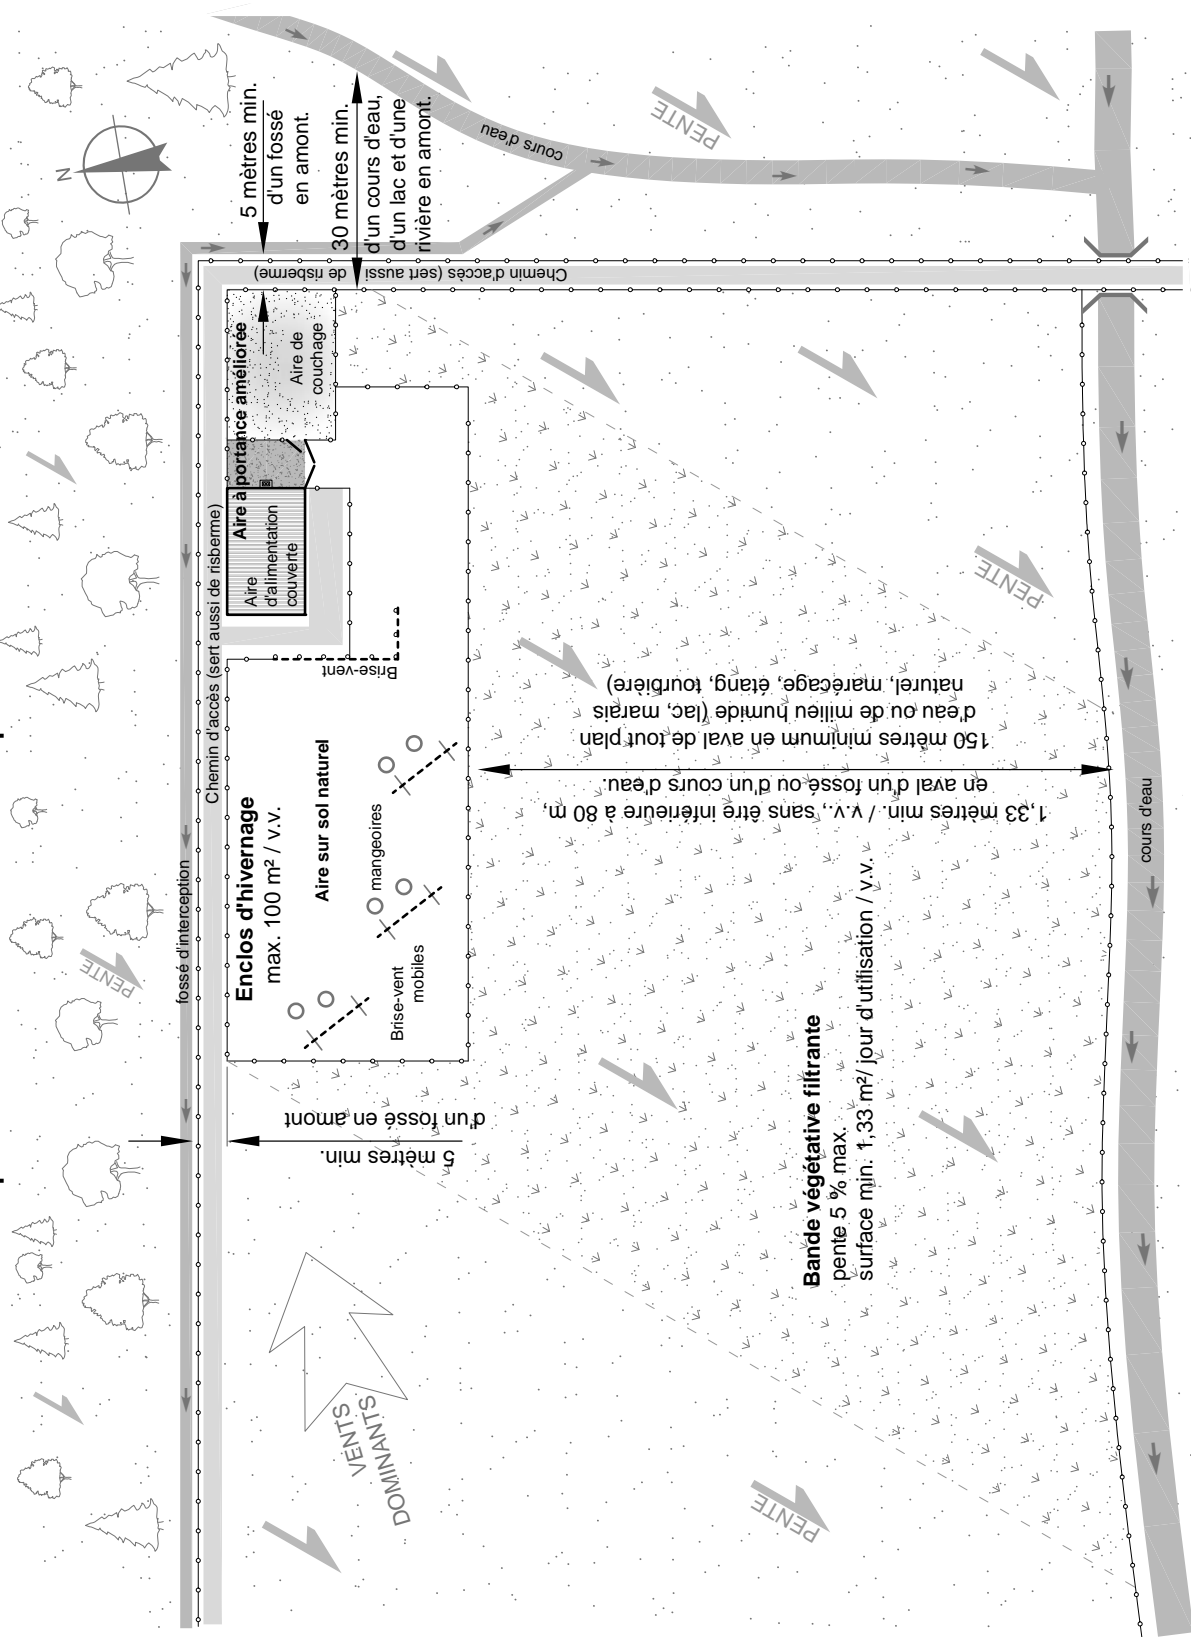 N
5 mètres min.
d'un fossé
en amont.
30 mètres min.
d'un cours d'eau,
d'un lac et d'une
rivière en amont.
cours d'eau
PENTE
Chemin d'accès (sert aussi de risberme)
Aire à portance améliorée
Aire de
couchage
Aire
d'alimentation
couverte
Chemin d'accès (sert aussi de risberme)
fossé d'interception
PENTE
Brise-vent
Enclos d'hivernage
max. 100 m² / v.v.
Aire sur sol naturel
mangeoires
Brise-vent
mobiles
5 mètres min.
d'un fossé en amont
PENTE
150 mètres minimum en aval de tout plan
d'eau ou de milieu humide (lac, marais
naturel, marécage, étang, tourbière)
1,33 mètres min. / v.v., sans être inférieure à 80 m,
en aval d'un fossé ou d'un cours d'eau.
cours d'eau
Bande végétative filtrante
pente 5 % max.
surface min. 1,33 m²/ jour d'utilisation / v.v.
VENTS
DOMINANTS
PENTE